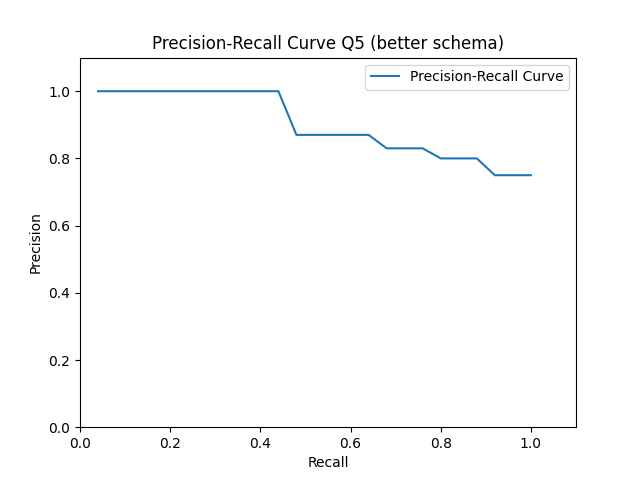 Precision-Recall Curve Q5 (better schema)
Precision-Recall Curve
1.0
0.8
0.6
0.4
0.2
0.0
Precision
0.0 0.2 0.4 0.6 0.8 1.0
Recall